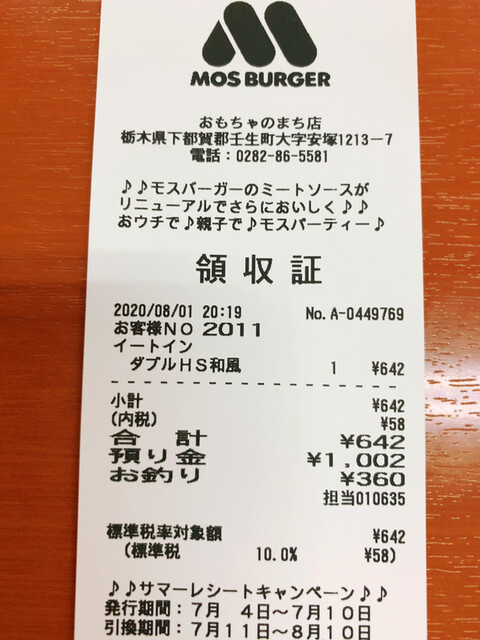 MOS BURGER
おもちゃのまち店
栃木県下都賀郡壬生町大字安塚1213-7
電話:0282-86-5581
♪♪モスバーガーのミートソースが
リニューアルでさらにおいしく♪♪
おウチで♪親子で♪モスパーティー♪
領収証
2020/08/01 20:19 No.A-0449769
お客様NO 2011
イートイン
ダブルHS和風 1 ¥642
小計 ¥642
(内税) ¥58
合計 ¥642
預り金 ¥1,002
お釣り ¥360
担当010635
標準税率対象額 ¥642
(標準税 10.0% ¥58)
♪♪サマーレシートキャンペーン♪♪
発行期間:7月 4日~7月10日
引換期間:7月11日~8月10日